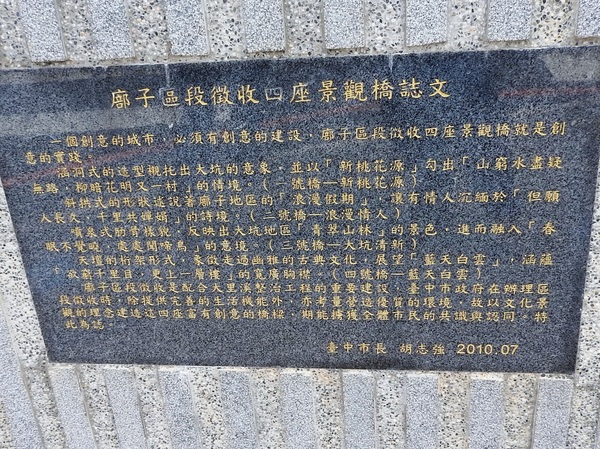 廍子區段徵收四座景觀橋誌文
一個創意的城市，必須有創意的建設，廍子區段徵收四座景觀橋就是創
意的實踐。
涵洞式的造型襯托出大坑的意象，並以「新桃花源」勾出「山窮水盡疑
無路，柳暗花明又一村」的情境。(一號橋—新桃花源)
斜拱式的形狀述說著廍子地區的「浪漫假期」，讓有情人沉緬於「但願
人長久，千里共嬋娟」的詩境。(二號橋—浪漫情人)
噴泉式肋骨樣貌，反映出大坑地區「青翠山林」的景色，進而融入「春
眠不覺曉，處處聞啼鳥」的意境。(三號橋—大坑清新)
天壇的桁架形式，象徵走過幽雅的古典文化，展望「藍天白雲」，涵蘊
「欲窮千里目，更上一層樓」的寬廣胸襟。(四號橋—藍天白雲)
廍子區段徵收是配合大里溪整治工程的重要建設，臺中市政府在辦理區
段徵收時，除提供完善的生活機能外，亦考量營造優質的環境，故以文化景
觀的理念建造這四座富有創意的橋樑，期能擄獲全體市民的共識與認同。特
此為誌。
臺中市長 胡志強 2010.07